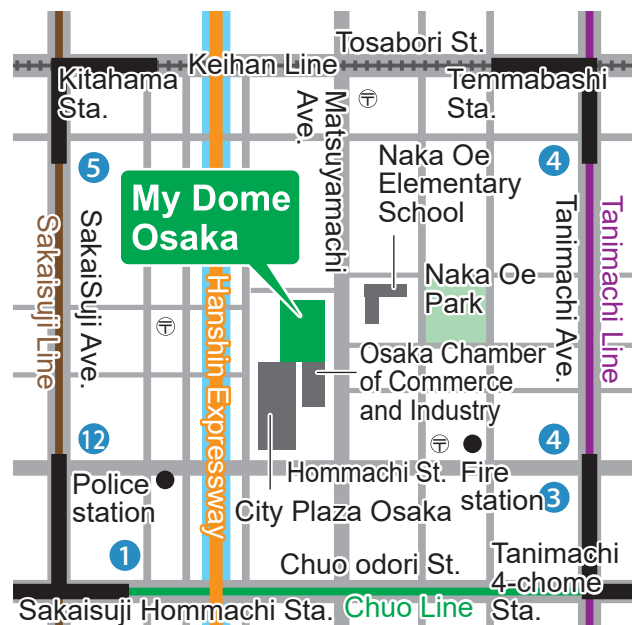 Tosabori St.
Keihan Line
Kitahama
Sta.
Temmabashi
Sta.
Matsuyamachi
Ave.
〒
Naka Oe
Elementary
School
5
4
My Dome
Osaka
SakaiSuji Ave.
Sakaisuji Line
Hanshin Expressway
Tanimachi Ave.
Tanimachi Line
Naka Oe
Park
〒
Osaka Chamber
of Commerce
and Industry
12
〒
4
Hommachi St.
Fire
station
3
Police
station
City Plaza Osaka
1
Chuo odori St.
Tanimachi
4-chome
Sta.
Sakaisuji Hommachi Sta.
Chuo Line